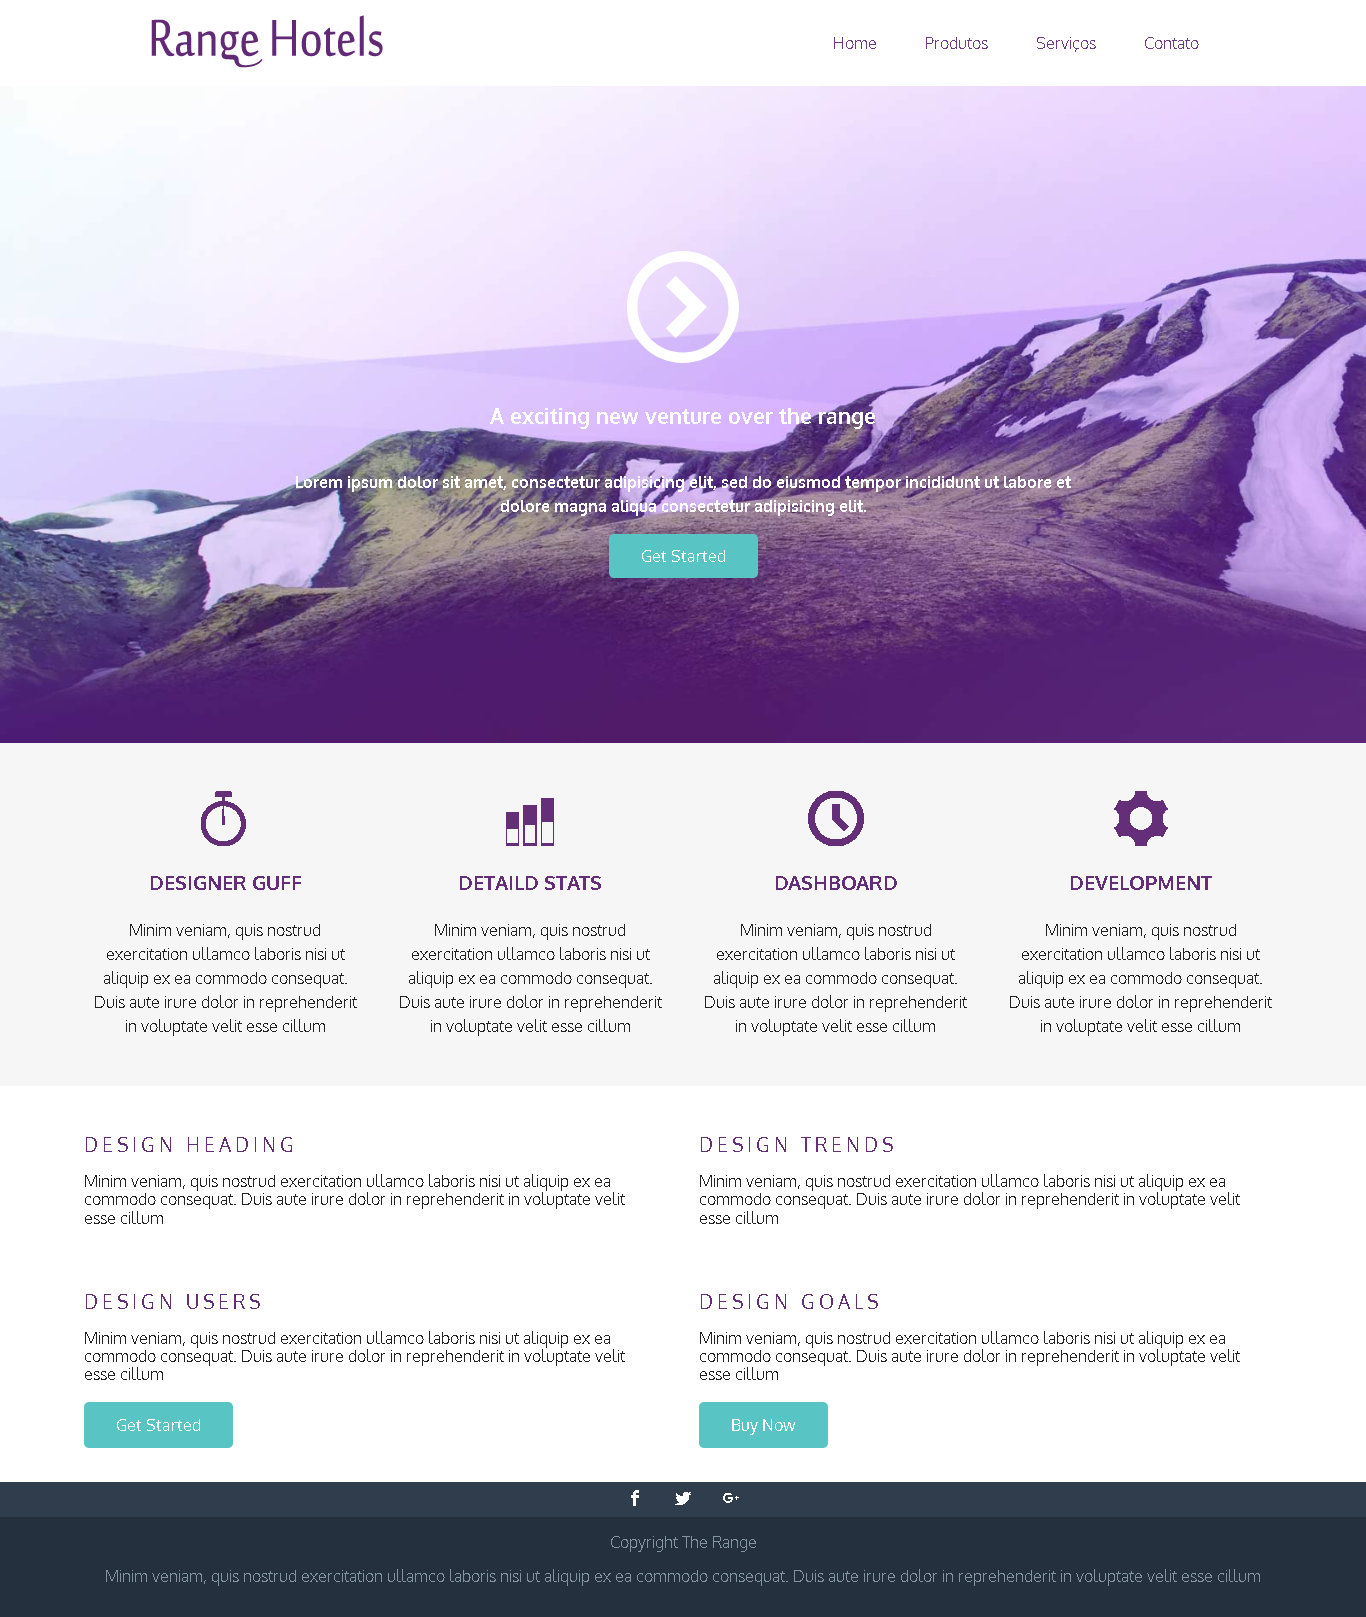 Range Hotels
Home Produtos Serviços Contato
A exciting new venture over the range
Lorem ipsum dolor sit amet, consectetur adipisicing elit, sed do eiusmod tempor incididunt ut labore et
dolore magna aliqua consectetur adipisicing elit.
Get Started
DESIGNER GUFF
Minim veniam, quis nostrud
exercitation ullamco laboris nisi ut
aliquip ex ea commodo consequat.
Duis aute irure dolor in reprehenderit
in voluptate velit esse cillum
DETAILD STATS
Minim veniam, quis nostrud
exercitation ullamco laboris nisi ut
aliquip ex ea commodo consequat.
Duis aute irure dolor in reprehenderit
in voluptate velit esse cillum
DASHBOARD
Minim veniam, quis nostrud
exercitation ullamco laboris nisi ut
aliquip ex ea commodo consequat.
Duis aute irure dolor in reprehenderit
in voluptate velit esse cillum
DEVELOPMENT
Minim veniam, quis nostrud
exercitation ullamco laboris nisi ut
aliquip ex ea commodo consequat.
Duis aute irure dolor in reprehenderit
in voluptate velit esse cillum
DESIGN HEADING
Minim veniam, quis nostrud exercitation ullamco laboris nisi ut aliquip ex ea
commodo consequat. Duis aute irure dolor in reprehenderit in voluptate velit
esse cillum
DESIGN TRENDS
Minim veniam, quis nostrud exercitation ullamco laboris nisi ut aliquip ex ea
commodo consequat. Duis aute irure dolor in reprehenderit in voluptate velit
esse cillum
DESIGN USERS
Minim veniam, quis nostrud exercitation ullamco laboris nisi ut aliquip ex ea
commodo consequat. Duis aute irure dolor in reprehenderit in voluptate velit
esse cillum
Get Started
DESIGN GOALS
Minim veniam, quis nostrud exercitation ullamco laboris nisi ut aliquip ex ea
commodo consequat. Duis aute irure dolor in reprehenderit in voluptate velit
esse cillum
Buy Now
Copyright The Range
Minim veniam, quis nostrud exercitation ullamco laboris nisi ut aliquip ex ea commodo consequat. Duis aute irure dolor in reprehenderit in voluptate velit esse cillum